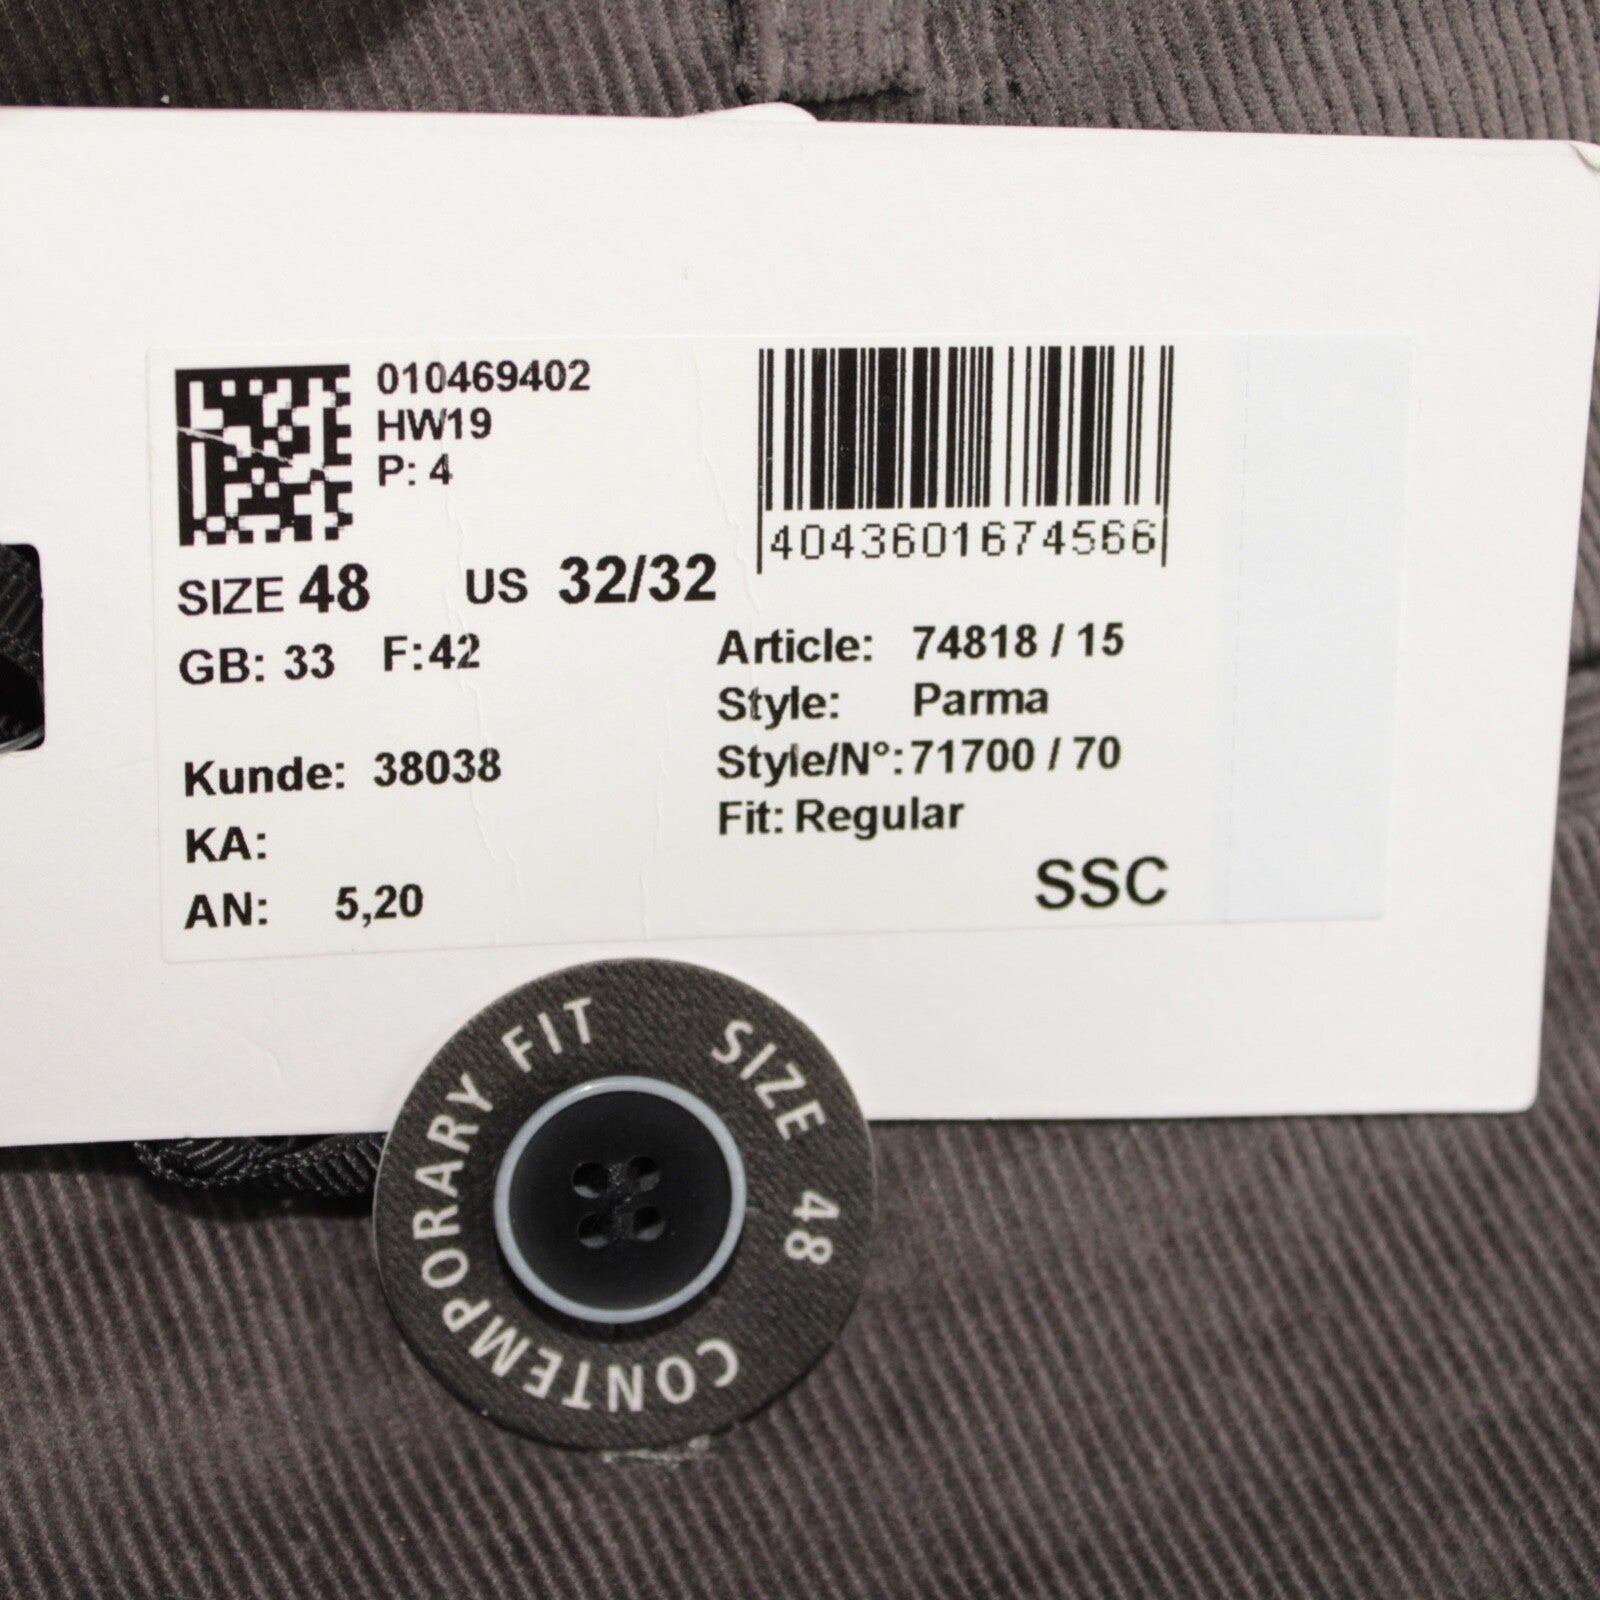 010469402
HW19
P: 4
4043601674566
SIZE 48 US 32/32
GB: 33 F:42
Article: 74818 / 15
Style: Parma
Style/N°: 71700 / 70
Fit: Regular
Kunde: 38038
KA:
AN: 5,20
SSC
CONTEMPORARY FIT SIZE 48